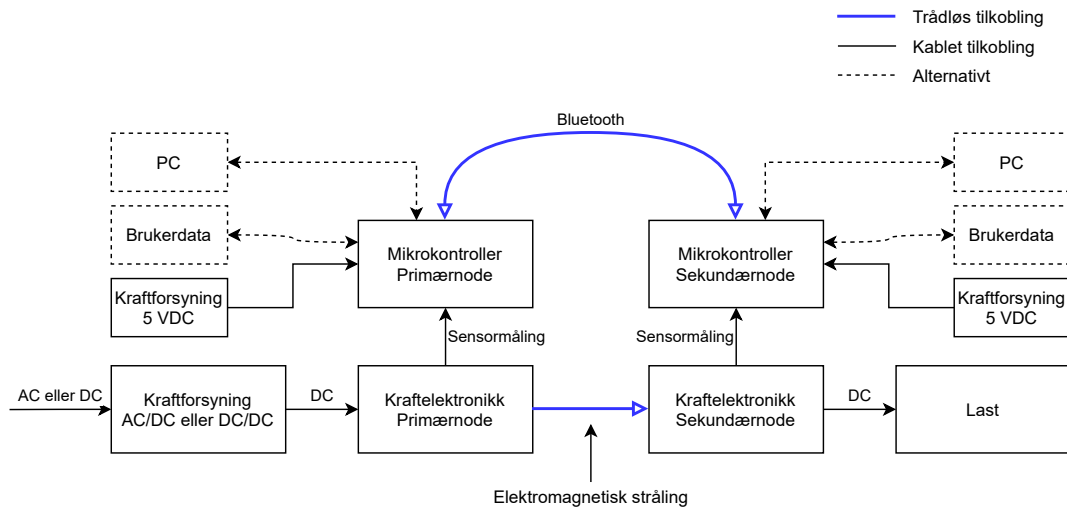 Trådløs tilkobling
Kablet tilkobling
Alternativt
Bluetooth
PC
PC
Brukerdata
Mikrokontroller
Primærnode
Mikrokontroller
Sekundærnode
Brukerdata
Kraftforsyning
5 VDC
Kraftforsyning
5 VDC
Sensormåling
Sensormåling
AC eller DC
Kraftforsyning
AC/DC eller DC/DC
DC
Kraftelektronikk
Primærnode
Kraftelektronikk
Sekundærnode
DC
Last
Elektromagnetisk stråling